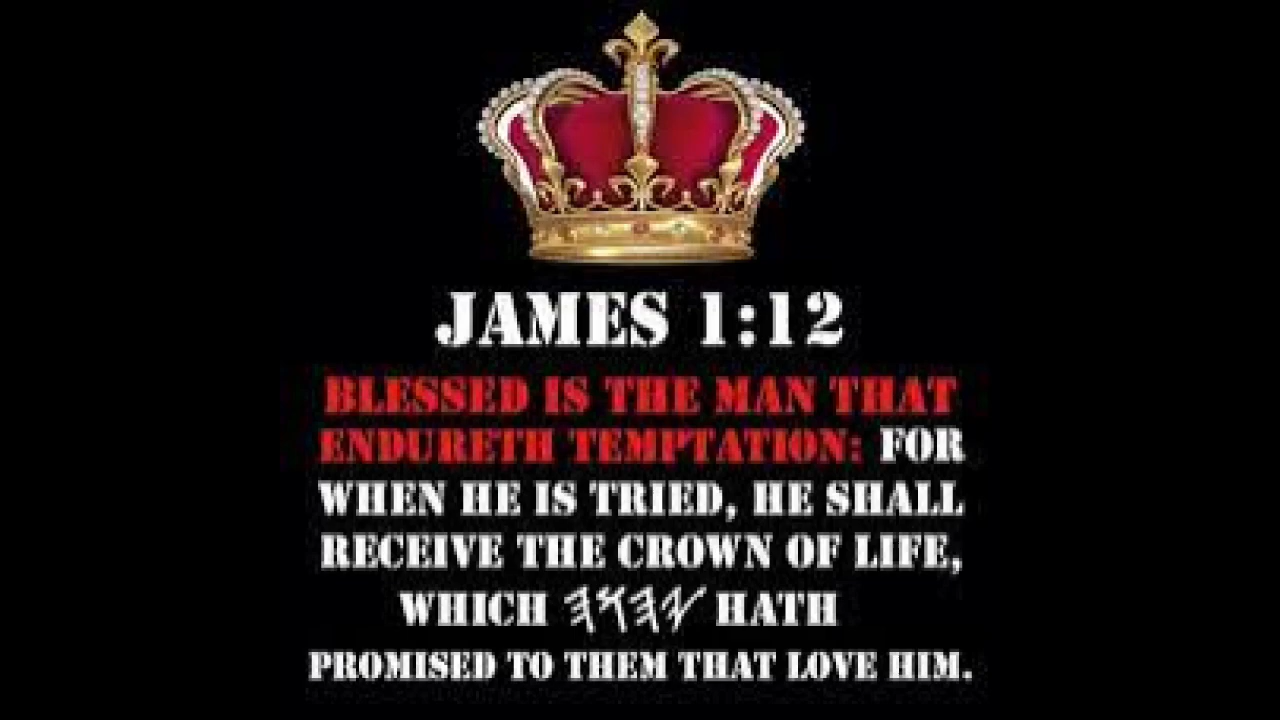 JAMES 1:12
BLESSED IS THE MAN THAT
ENDURETH TEMPTATION: FOR
WHEN HE IS TRIED, HE SHALL
RECEIVE THE CROWN OF LIFE,
WHICH 𐤉𐤄𐤅𐤄 HATH
PROMISED TO THEM THAT LOVE HIM.